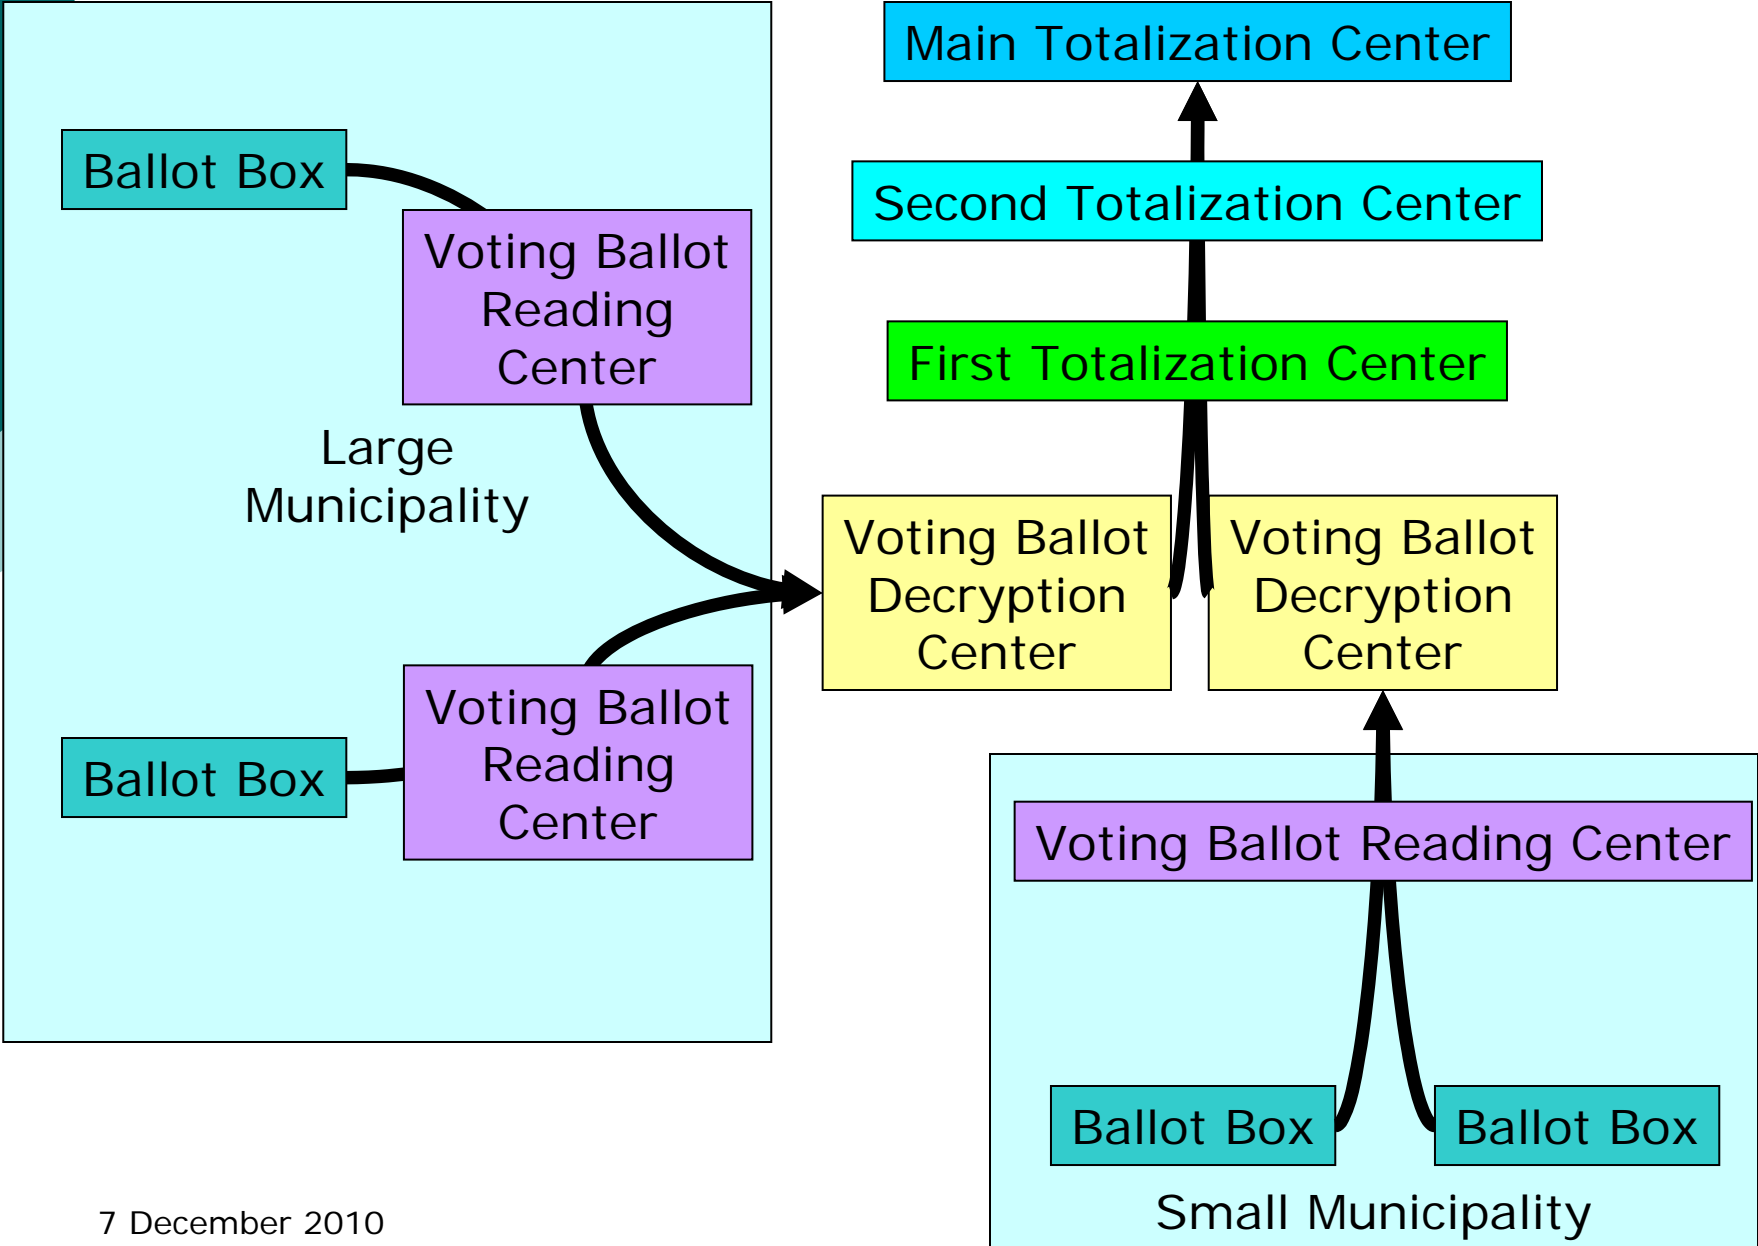 Ballot Box
Voting Ballot
Reading
Center
Large
Municipality
Ballot Box
Voting Ballot
Reading
Center
Main Totalization Center
Second Totalization Center
First Totalization Center
Voting Ballot
Decryption
Center
Voting Ballot
Decryption
Center
Voting Ballot Reading Center
Ballot Box
Ballot Box
Small Municipality
7 December 2010